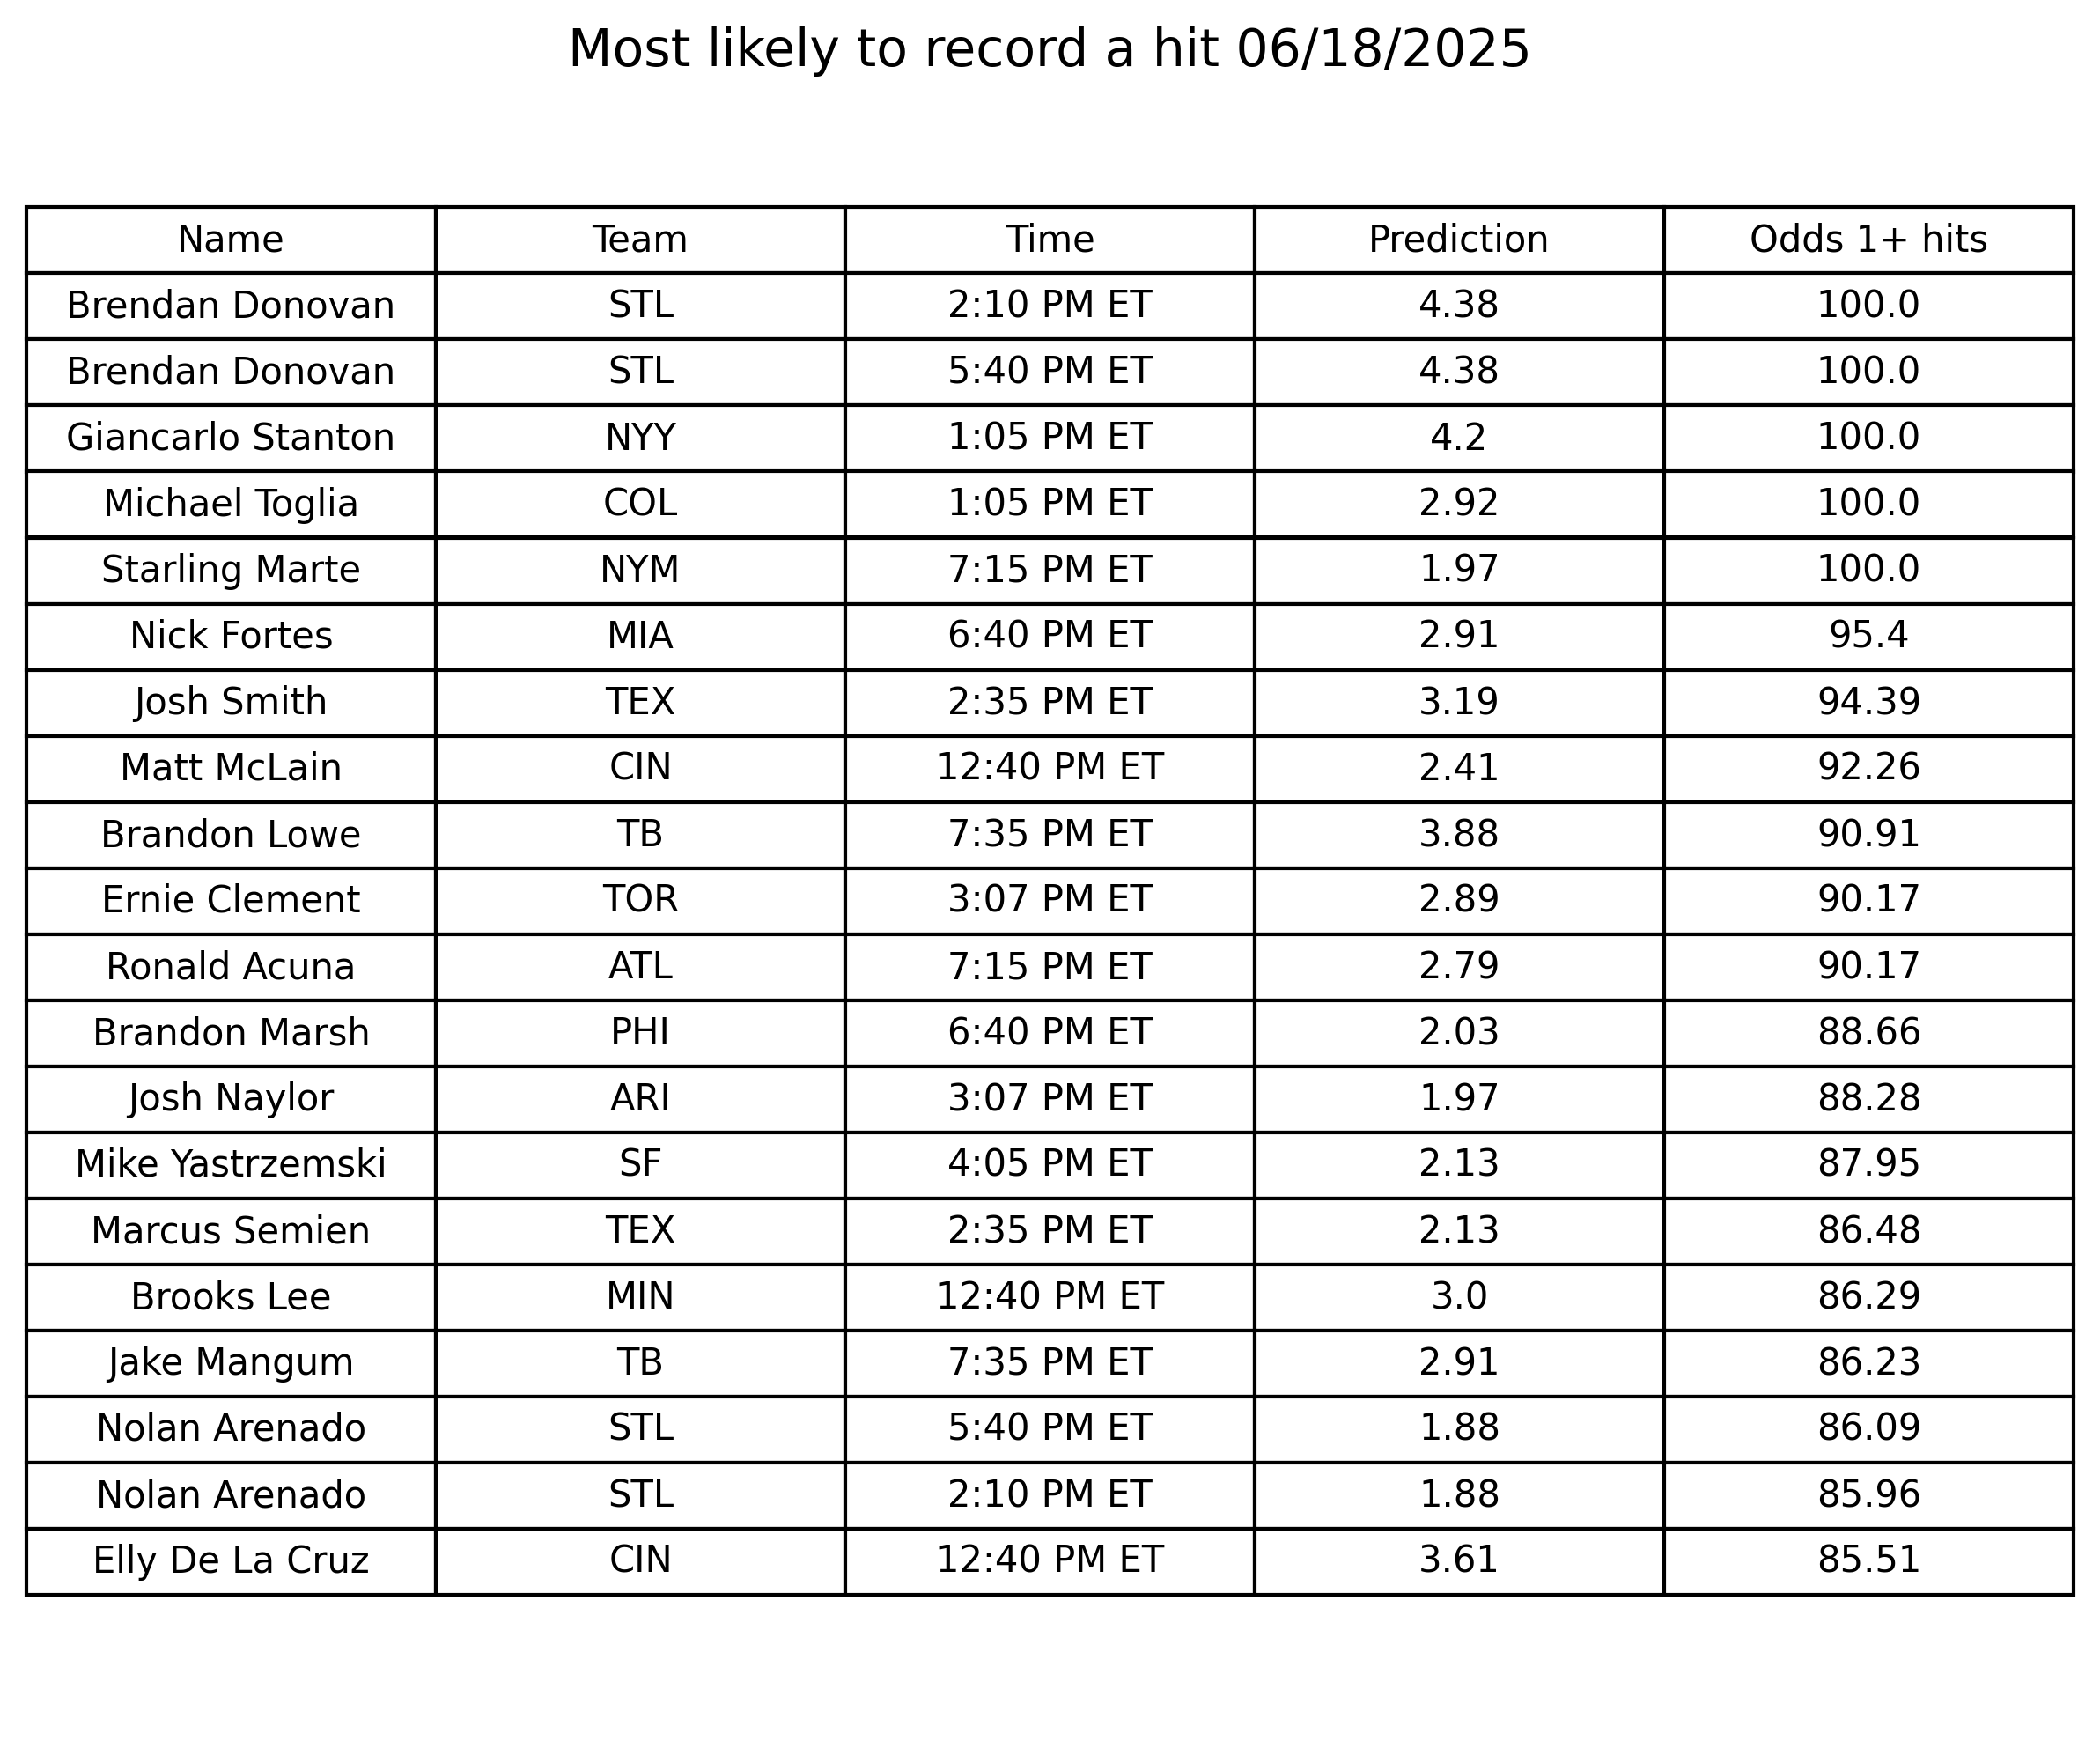 Most likely to record a hit 06/18/2025
Name Team Time Prediction Odds 1+ hits
Brendan Donovan STL 2:10 PM ET 4.38 100.0
Brendan Donovan STL 5:40 PM ET 4.38 100.0
Giancarlo Stanton NYY 1:05 PM ET 4.2 100.0
Michael Toglia COL 1:05 PM ET 2.92 100.0
Starling Marte NYM 7:15 PM ET 1.97 100.0
Nick Fortes MIA 6:40 PM ET 2.91 95.4
Josh Smith TEX 2:35 PM ET 3.19 94.39
Matt McLain CIN 12:40 PM ET 2.41 92.26
Brandon Lowe TB 7:35 PM ET 3.88 90.91
Ernie Clement TOR 3:07 PM ET 2.89 90.17
Ronald Acuna ATL 7:15 PM ET 2.79 90.17
Brandon Marsh PHI 6:40 PM ET 2.03 88.66
Josh Naylor ARI 3:07 PM ET 1.97 88.28
Mike Yastrzemski SF 4:05 PM ET 2.13 87.95
Marcus Semien TEX 2:35 PM ET 2.13 86.48
Brooks Lee MIN 12:40 PM ET 3.0 86.29
Jake Mangum TB 7:35 PM ET 2.91 86.23
Nolan Arenado STL 5:40 PM ET 1.88 86.09
Nolan Arenado STL 2:10 PM ET 1.88 85.96
Elly De La Cruz CIN 12:40 PM ET 3.61 85.51